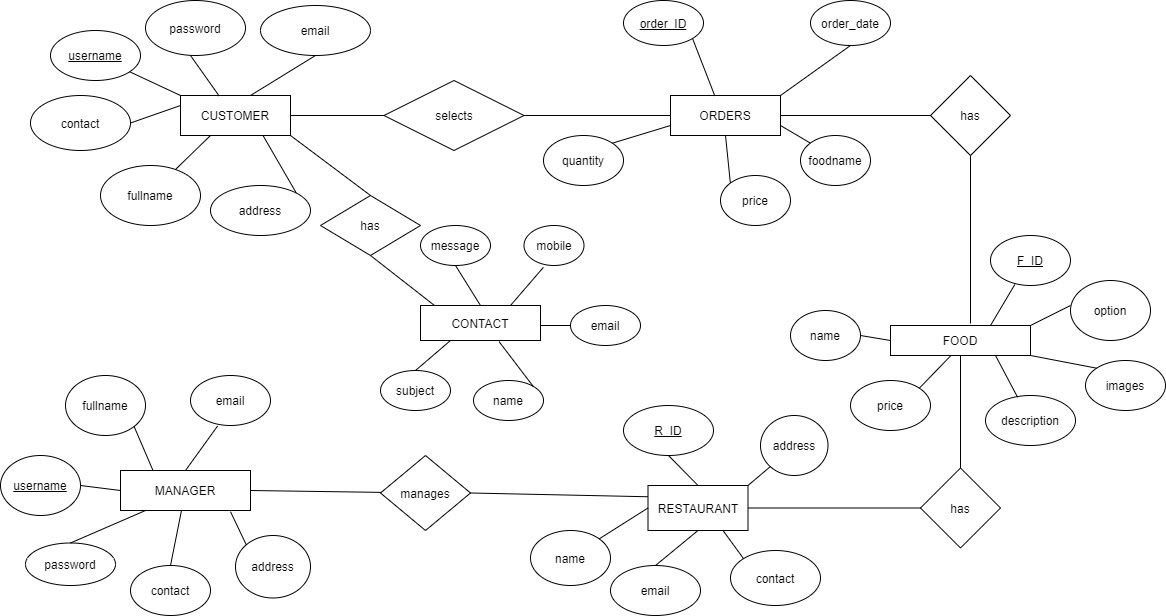 order_ID
order_date
password
email
username
contact
CUSTOMER
selects
ORDERS
has
fullname
address
quantity
foodname
price
has
message
mobile
CONTACT
email
subject
name
F_ID
option
name
FOOD
images
price
description
fullname
email
username
MANAGER
password
contact
address
manages
R_ID
address
RESTAURANT
has
name
email
contact